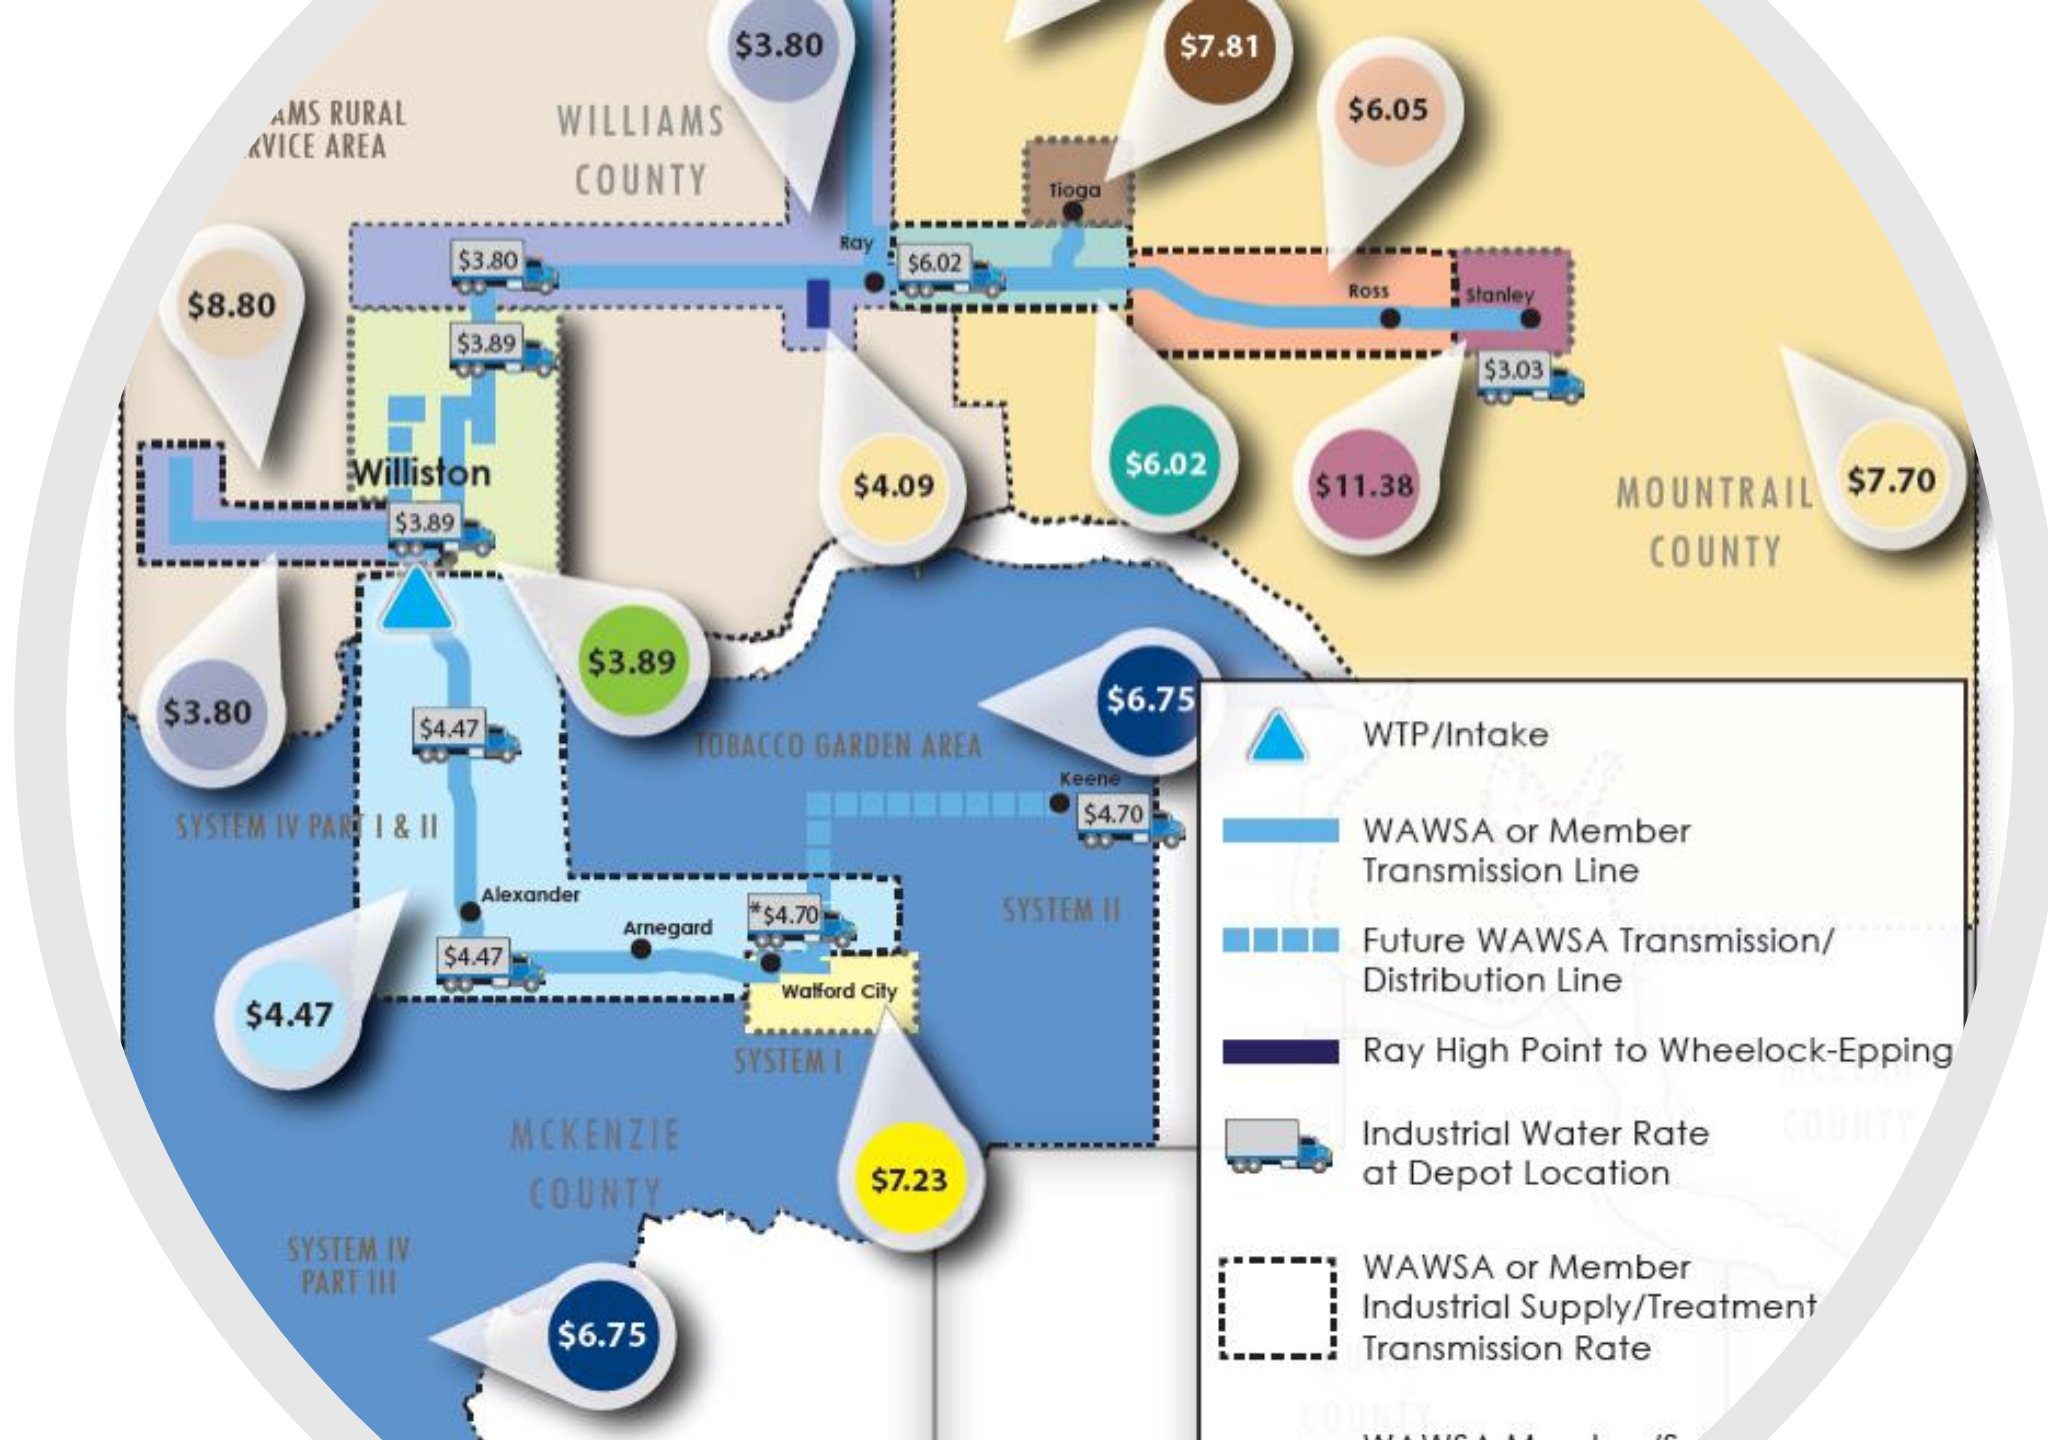 $3.80
$7.81
$6.05
RURAL
AREA
WILLIAMS
COUNTY
Tioga
Ray
$3.80
$6.02
$8.80
Ross
Stanley
$3.89
$3.03
Williston
$3.89
$4.09
$6.02
$11.38
MOUNTRAIL
COUNTY
$7.70
$3.89
$3.80
$6.75
$4.47
TOBACCO GARDEN AREA
Keene
$4.70
SYSTEM IV PART I & II
Alexander
Arnegard
*$4.70
SYSTEM II
$4.47
Watford City
$4.47
SYSTEM I
MCKENZIE
COUNTY
$7.23
SYSTEM IV
PART III
$6.75
WTP/Intake
WAWSA or Member
Transmission Line
Future WAWSA Transmission/
Distribution Line
Ray High Point to Wheelock-Epping
MCLEAN
COUNTY
Industrial Water Rate
at Depot Location
WAWSA or Member
Industrial Supply/Treatment
Transmission Rate
COUNTY